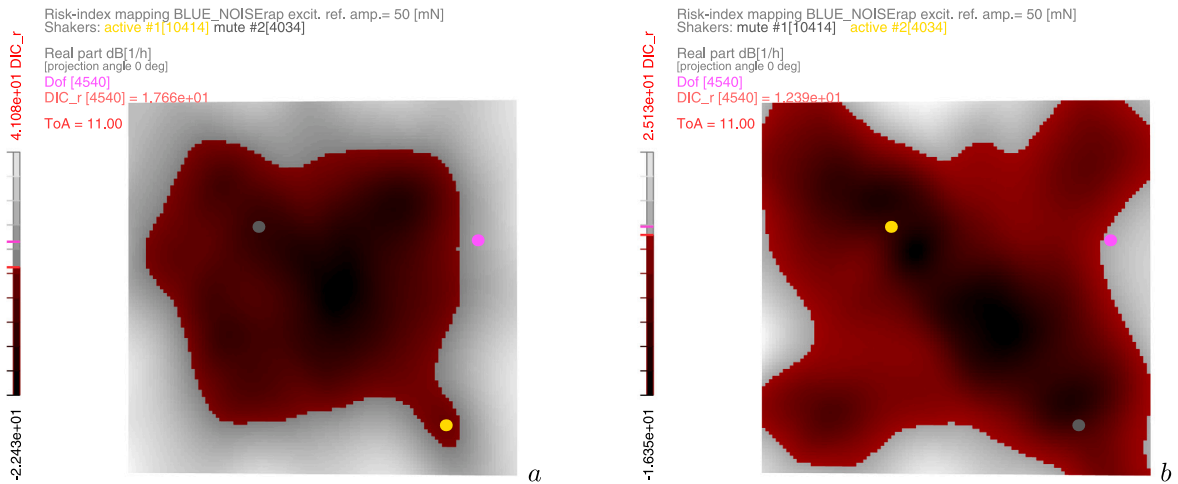 Risk-index mapping BLUE_NOISErap excit. ref. amp.= 50 [mN]
Shakers: active #1[10414] mute #2[4034]
Real part dB[1/h]
[projection angle 0 deg]
Dof [4540]
DIC_r [4540] = 1.766e+01
ToA = 11.00
4.108e+01 DIC_r
-2.243e+01
a
Risk-index mapping BLUE_NOISErap excit. ref. amp.= 50 [mN]
Shakers: mute #1[10414] active #2[4034]
Real part dB[1/h]
[projection angle 0 deg]
Dof [4540]
DIC_r [4540] = 1.239e+01
ToA = 11.00
2.513e+01 DIC_r
-1.635e+01
b